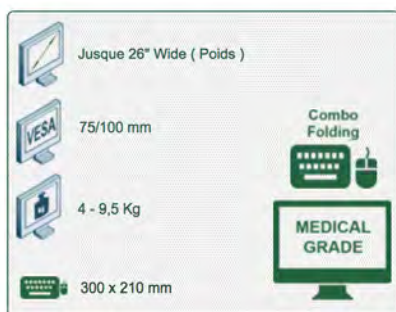 Jusque 26" Wide ( Poids )
VESA
75/100 mm
4 - 9,5 Kg
300 x 210 mm
Combo
Folding
MEDICAL
GRADE